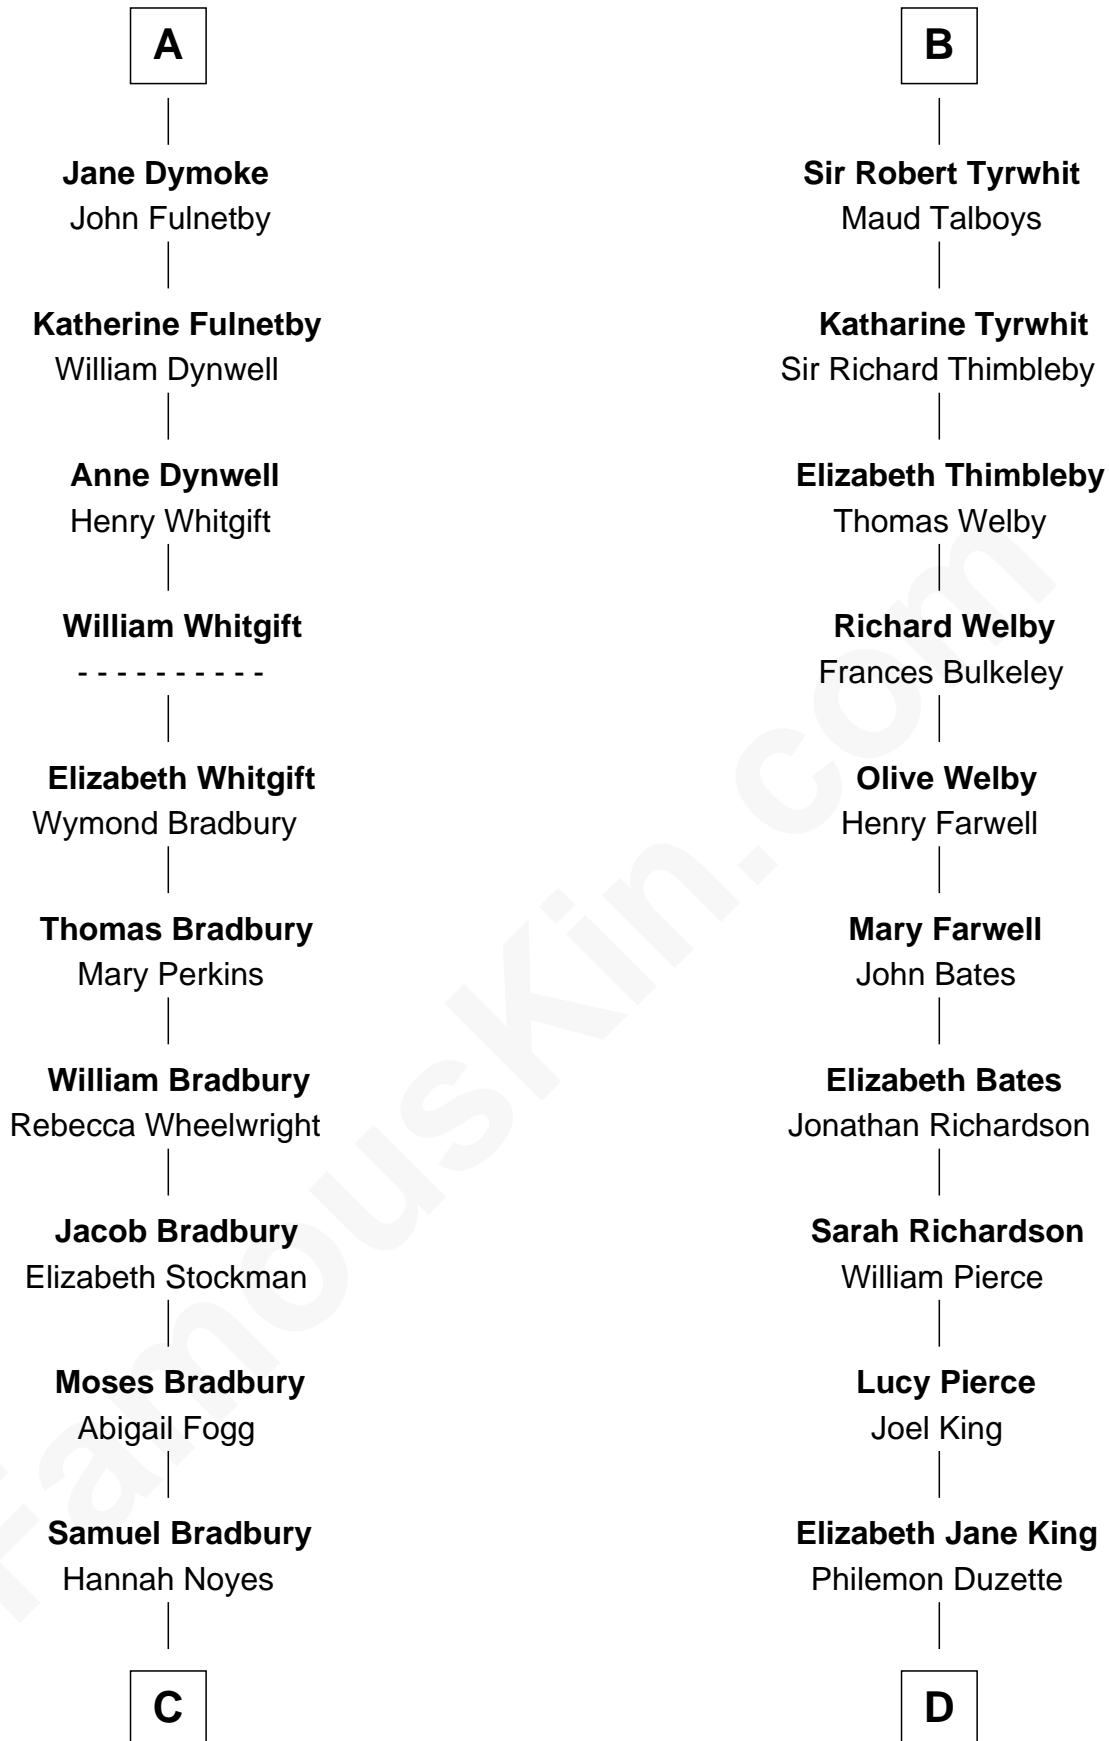 A
Jane Dymoke
John Fulnetby
Katherine Fulnetby
William Dynwell
Anne Dynwell
Henry Whitgift
William Whitgift
- - - - - - - - - -
Elizabeth Whitgift
Wymond Bradbury
Thomas Bradbury
Mary Perkins
William Bradbury
Rebecca Wheelwright
Jacob Bradbury
Elizabeth Stockman
Moses Bradbury
Abigail Fogg
Samuel Bradbury
Hannah Noyes
C
B
Sir Robert Tyrwhit
Maud Talboys
Katharine Tyrwhit
Sir Richard Thimbleby
Elizabeth Thimbleby
Thomas Welby
Richard Welby
Frances Bulkeley
Olive Welby
Henry Farwell
Mary Farwell
John Bates
Elizabeth Bates
Jonathan Richardson
Sarah Richardson
William Pierce
Lucy Pierce
Joel King
Elizabeth Jane King
Philemon Duzette
D
FamousKin.com